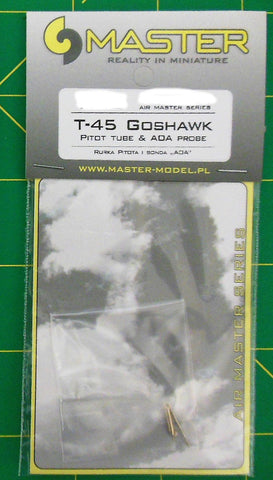 MASTER
REALITY IN MINIATURE
AIR MASTER SERIES
T-45 GOSHAWK
PITOT TUBE & AOA PROBE
RURKA PITOTA I SONDA „AOA”
WWW.MASTER-MODEL.PL
AIR MASTER SERIES